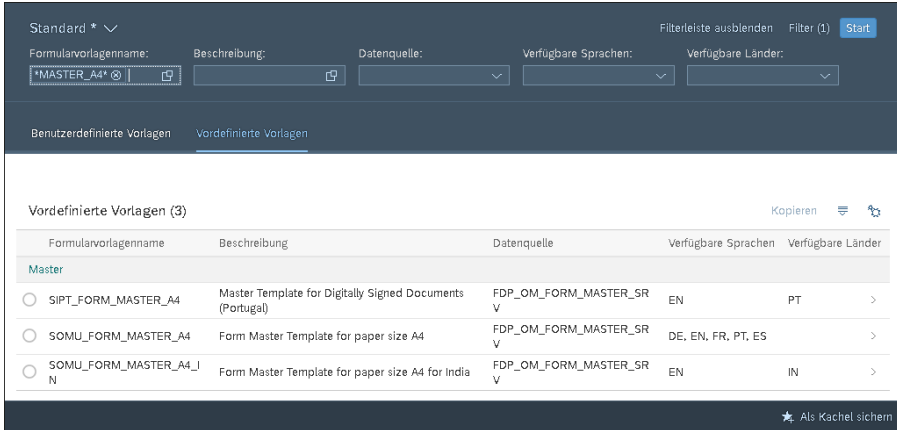 Standard *
Filterleiste ausblenden Filter (1) Start
Formularvorlagenname: Beschreibung: Datenquelle: Verfügbare Sprachen: Verfügbare Länder:
*MASTER_A4*
Benutzerdefinierte Vorlagen Vordefinierte Vorlagen
Vordefinierte Vorlagen (3) Kopieren
Formularvorlagenname Beschreibung Datenquelle Verfügbare Sprachen Verfügbare Länder
Master
SIPT_FORM_MASTER_A4 Master Template for Digitally Signed Documents FDP_OM_FORM_MASTER_SR EN PT
(Portugal) V
SOMU_FORM_MASTER_A4 Form Master Template for paper size A4 FDP_OM_FORM_MASTER_SR DE, EN, FR, PT, ES
V
SOMU_FORM_MASTER_A4_I Form Master Template for paper size A4 for India FDP_OM_FORM_MASTER_SR EN IN
N V
Als Kachel sichern